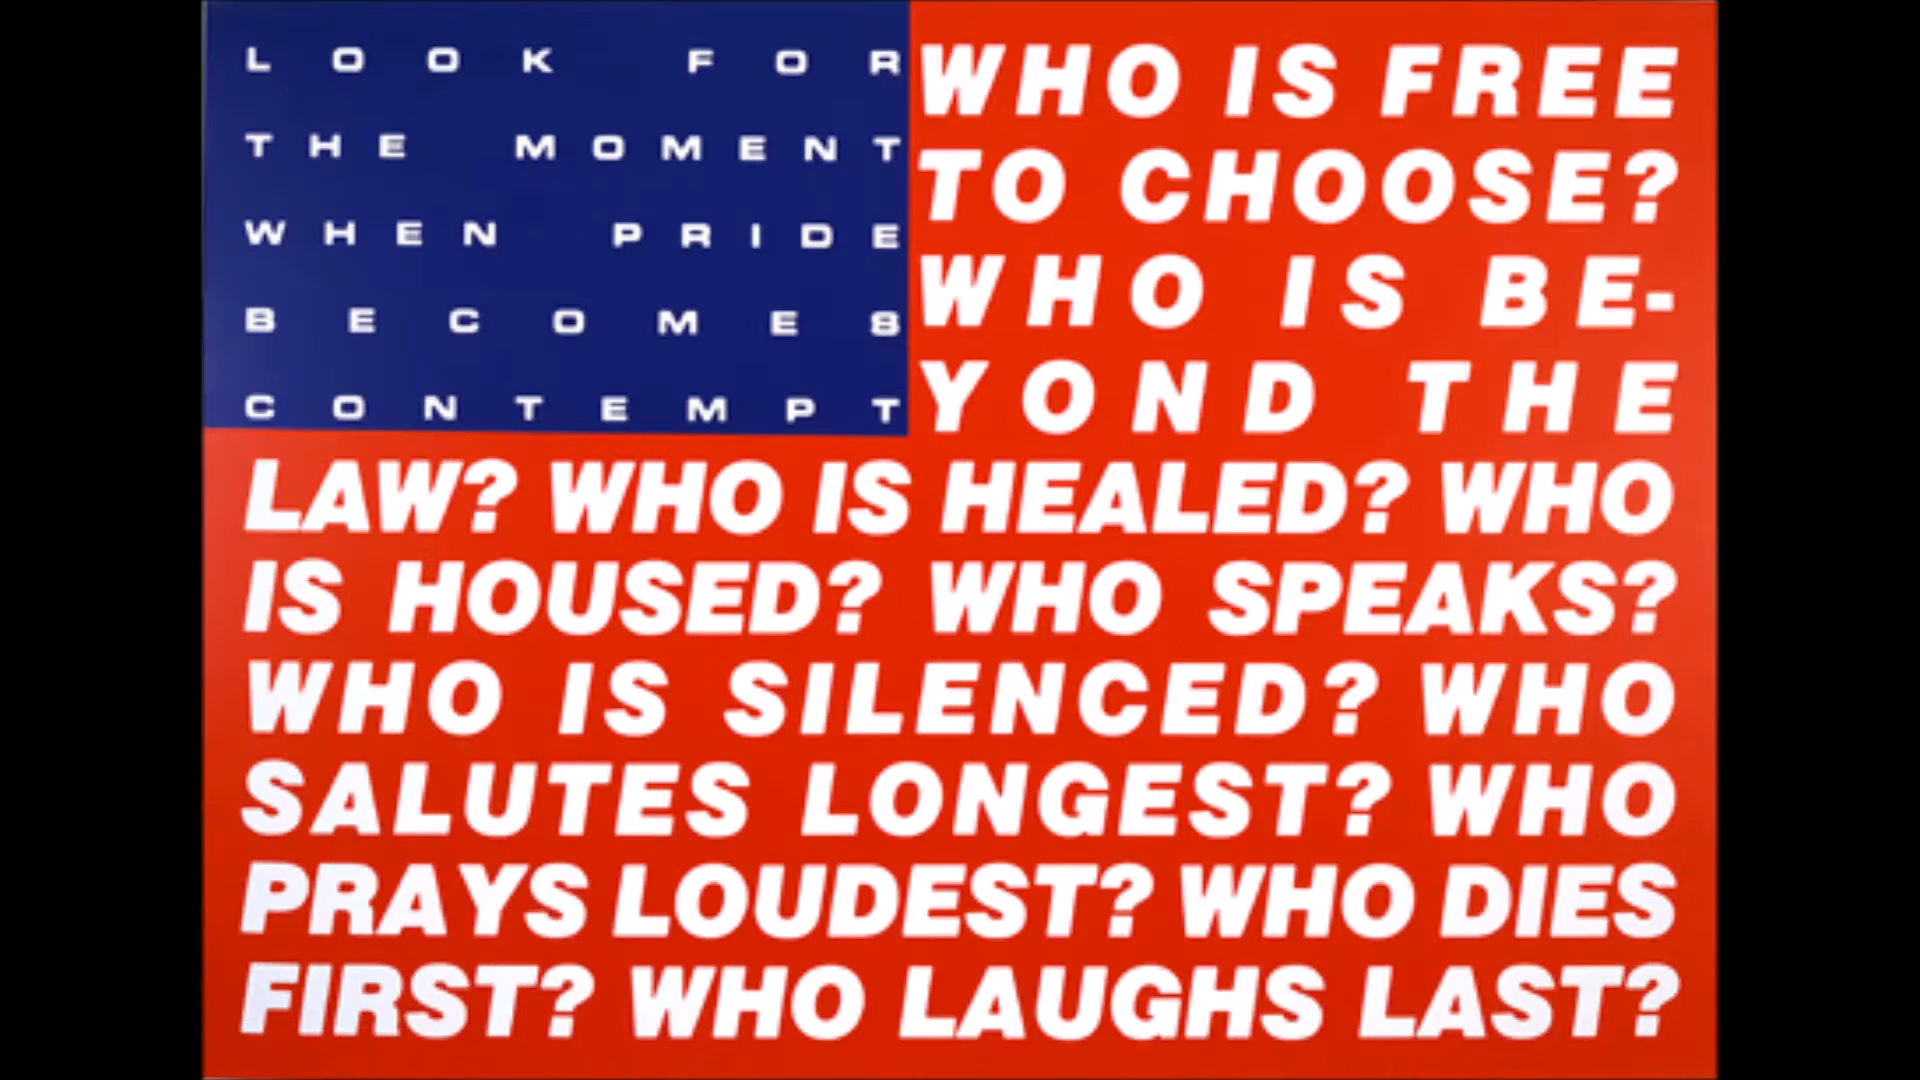 LOOK FOR
THE MOMENT
WHEN PRIDE
BECOMES
CONTEMPT
WHO IS FREE
TO CHOOSE?
WHO IS BE-
YOND THE
LAW? WHO IS HEALED? WHO
IS HOUSED? WHO SPEAKS?
WHO IS SILENCED? WHO
SALUTES LONGEST? WHO
PRAYS LOUDEST? WHO DIES
FIRST? WHO LAUGHS LAST?